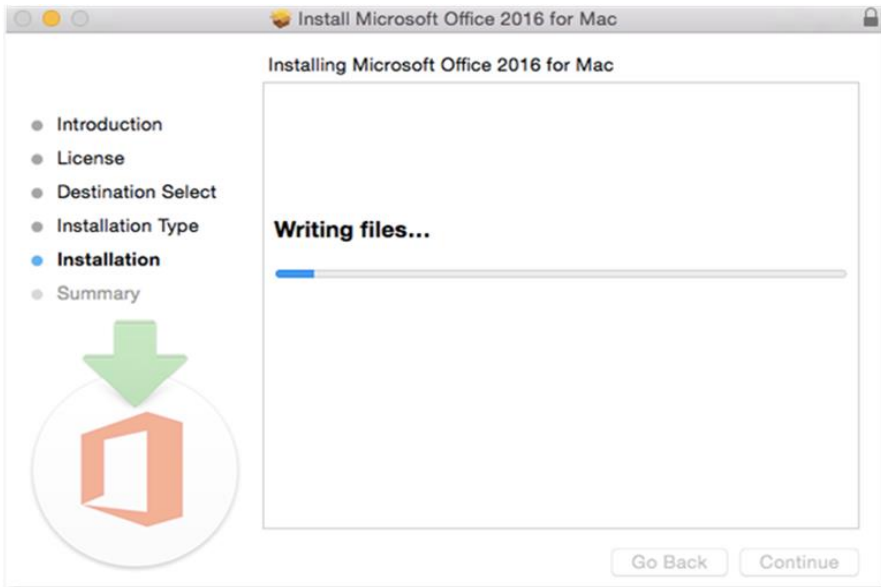 Install Microsoft Office 2016 for Mac
Installing Microsoft Office 2016 for Mac
Introduction
License
Destination Select
Installation Type
Installation
Summary
Writing files...
Go Back
Continue